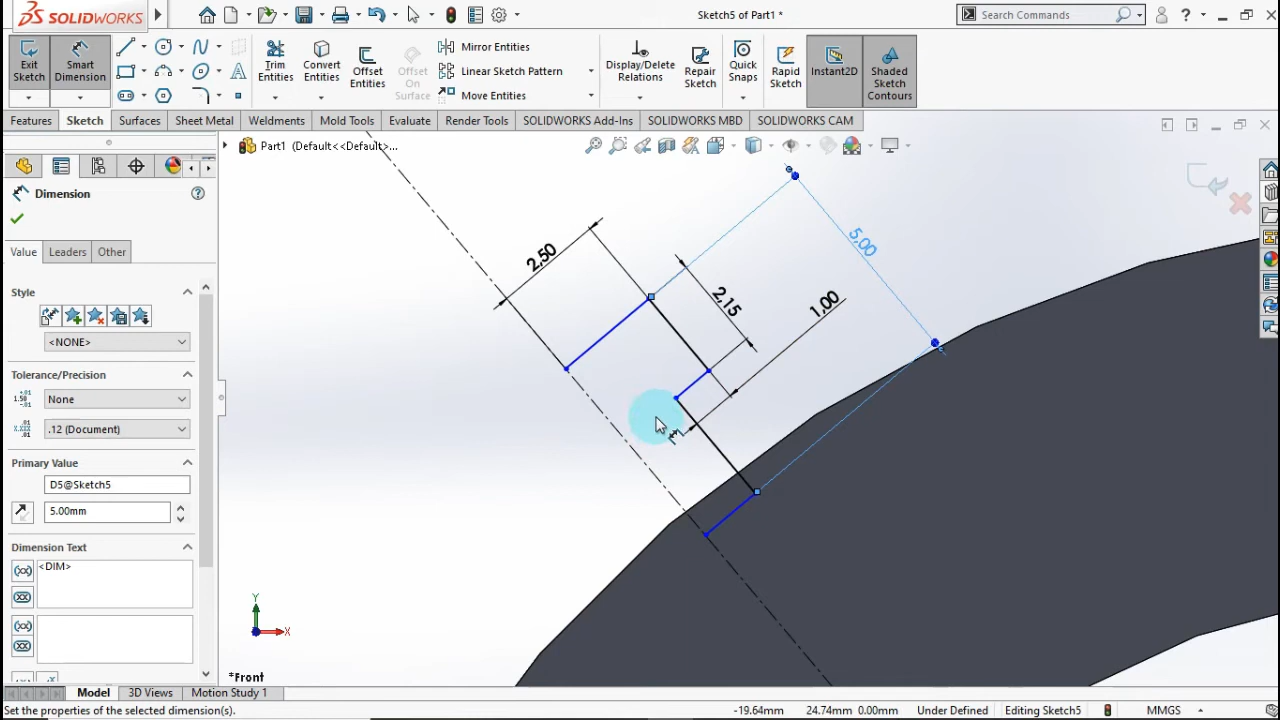 SOLIDWORKS
Sketch5 of Part1 *
Search Commands
Exit Sketch
Smart Dimension
Trim Entities
Convert Entities
Offset Entities
Offset On Surface
Mirror Entities
Linear Sketch Pattern
Move Entities
Display/Delete Relations
Repair Sketch
Quick Snaps
Rapid Sketch
Instant2D
Shaded Sketch Contours
Features
Sketch
Surfaces
Sheet Metal
Weldments
Mold Tools
Evaluate
Render Tools
SOLIDWORKS Add-Ins
SOLIDWORKS MBD
SOLIDWORKS CAM
Part1 (Default<<Default>...
Dimension
Value
Leaders
Other
Style
<NONE>
Tolerance/Precision
None
.12 (Document)
Primary Value
D5@Sketch5
5.00mm
Dimension Text
<DIM>
2,50
2,15
1,00
5,00
Y
X
*Front
Model
3D Views
Motion Study 1
Set the properties of the selected dimension(s).
-19.64mm
24.74mm 0.00mm
Under Defined
Editing Sketch5
MMGS